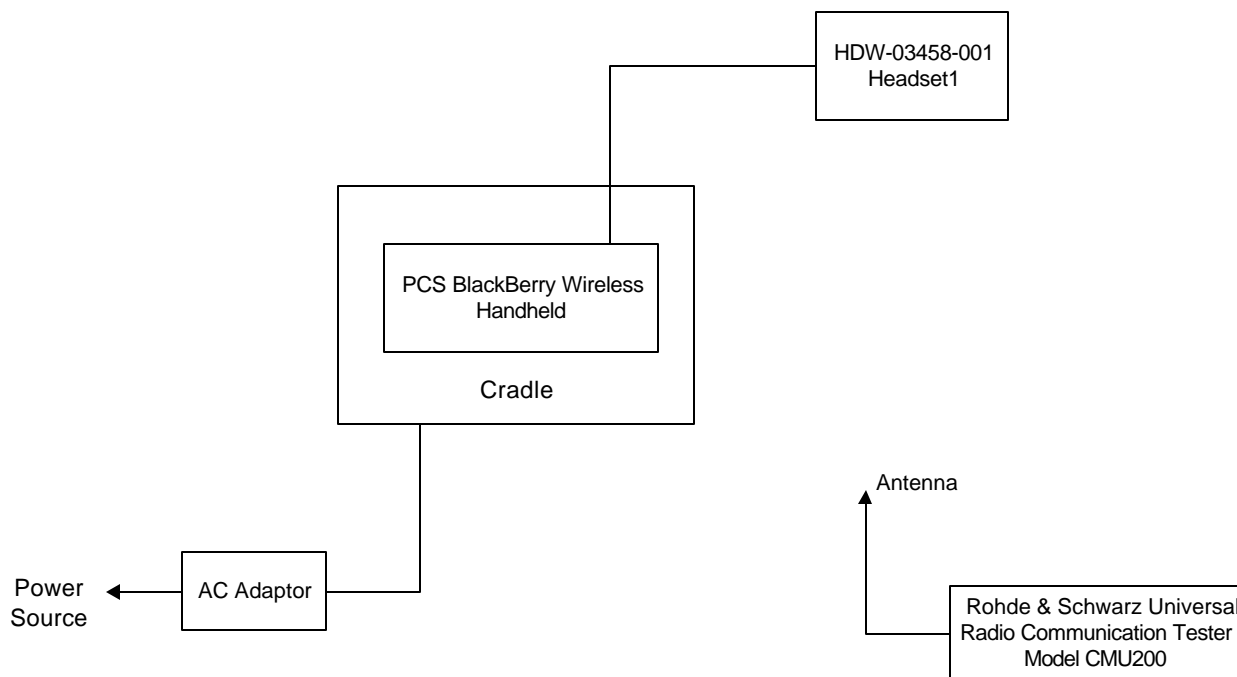 HDW-03458-001
Headset1
PCS BlackBerry Wireless
Handheld
Cradle
Antenna
AC Adaptor
Power
Source
Rohde & Schwarz Universal
Radio Communication Tester
Model CMU200